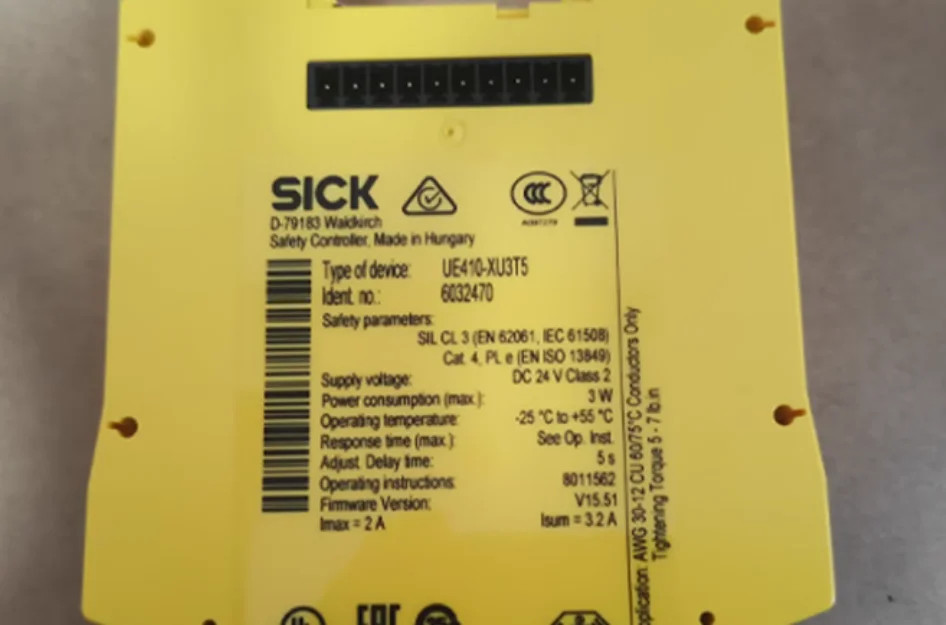 SICK
D-79183 Waldkirch
Safety Controller, Made in Hungary
Type of device: UE410-XU3T5
Ident. no.: 6032470
Safety parameters:
SIL CL 3 (EN 62061, IEC 61508)
Cat. 4, PL e (EN ISO 13849)
Supply voltage: DC 24 V Class 2
Power consumption (max.): 3 W
Operating temperature: -25 °C to +55 °C
Response time (max.): See Op. Inst.
Adjust. Delay time: 5 s
Operating instructions: 8011562
Firmware Version: V15.51
Imax = 2 A Isum = 3.2 A
AWG 30-12 CU 60/75°C Conductors Only
Tightening Torque 5 - 7 lb.in